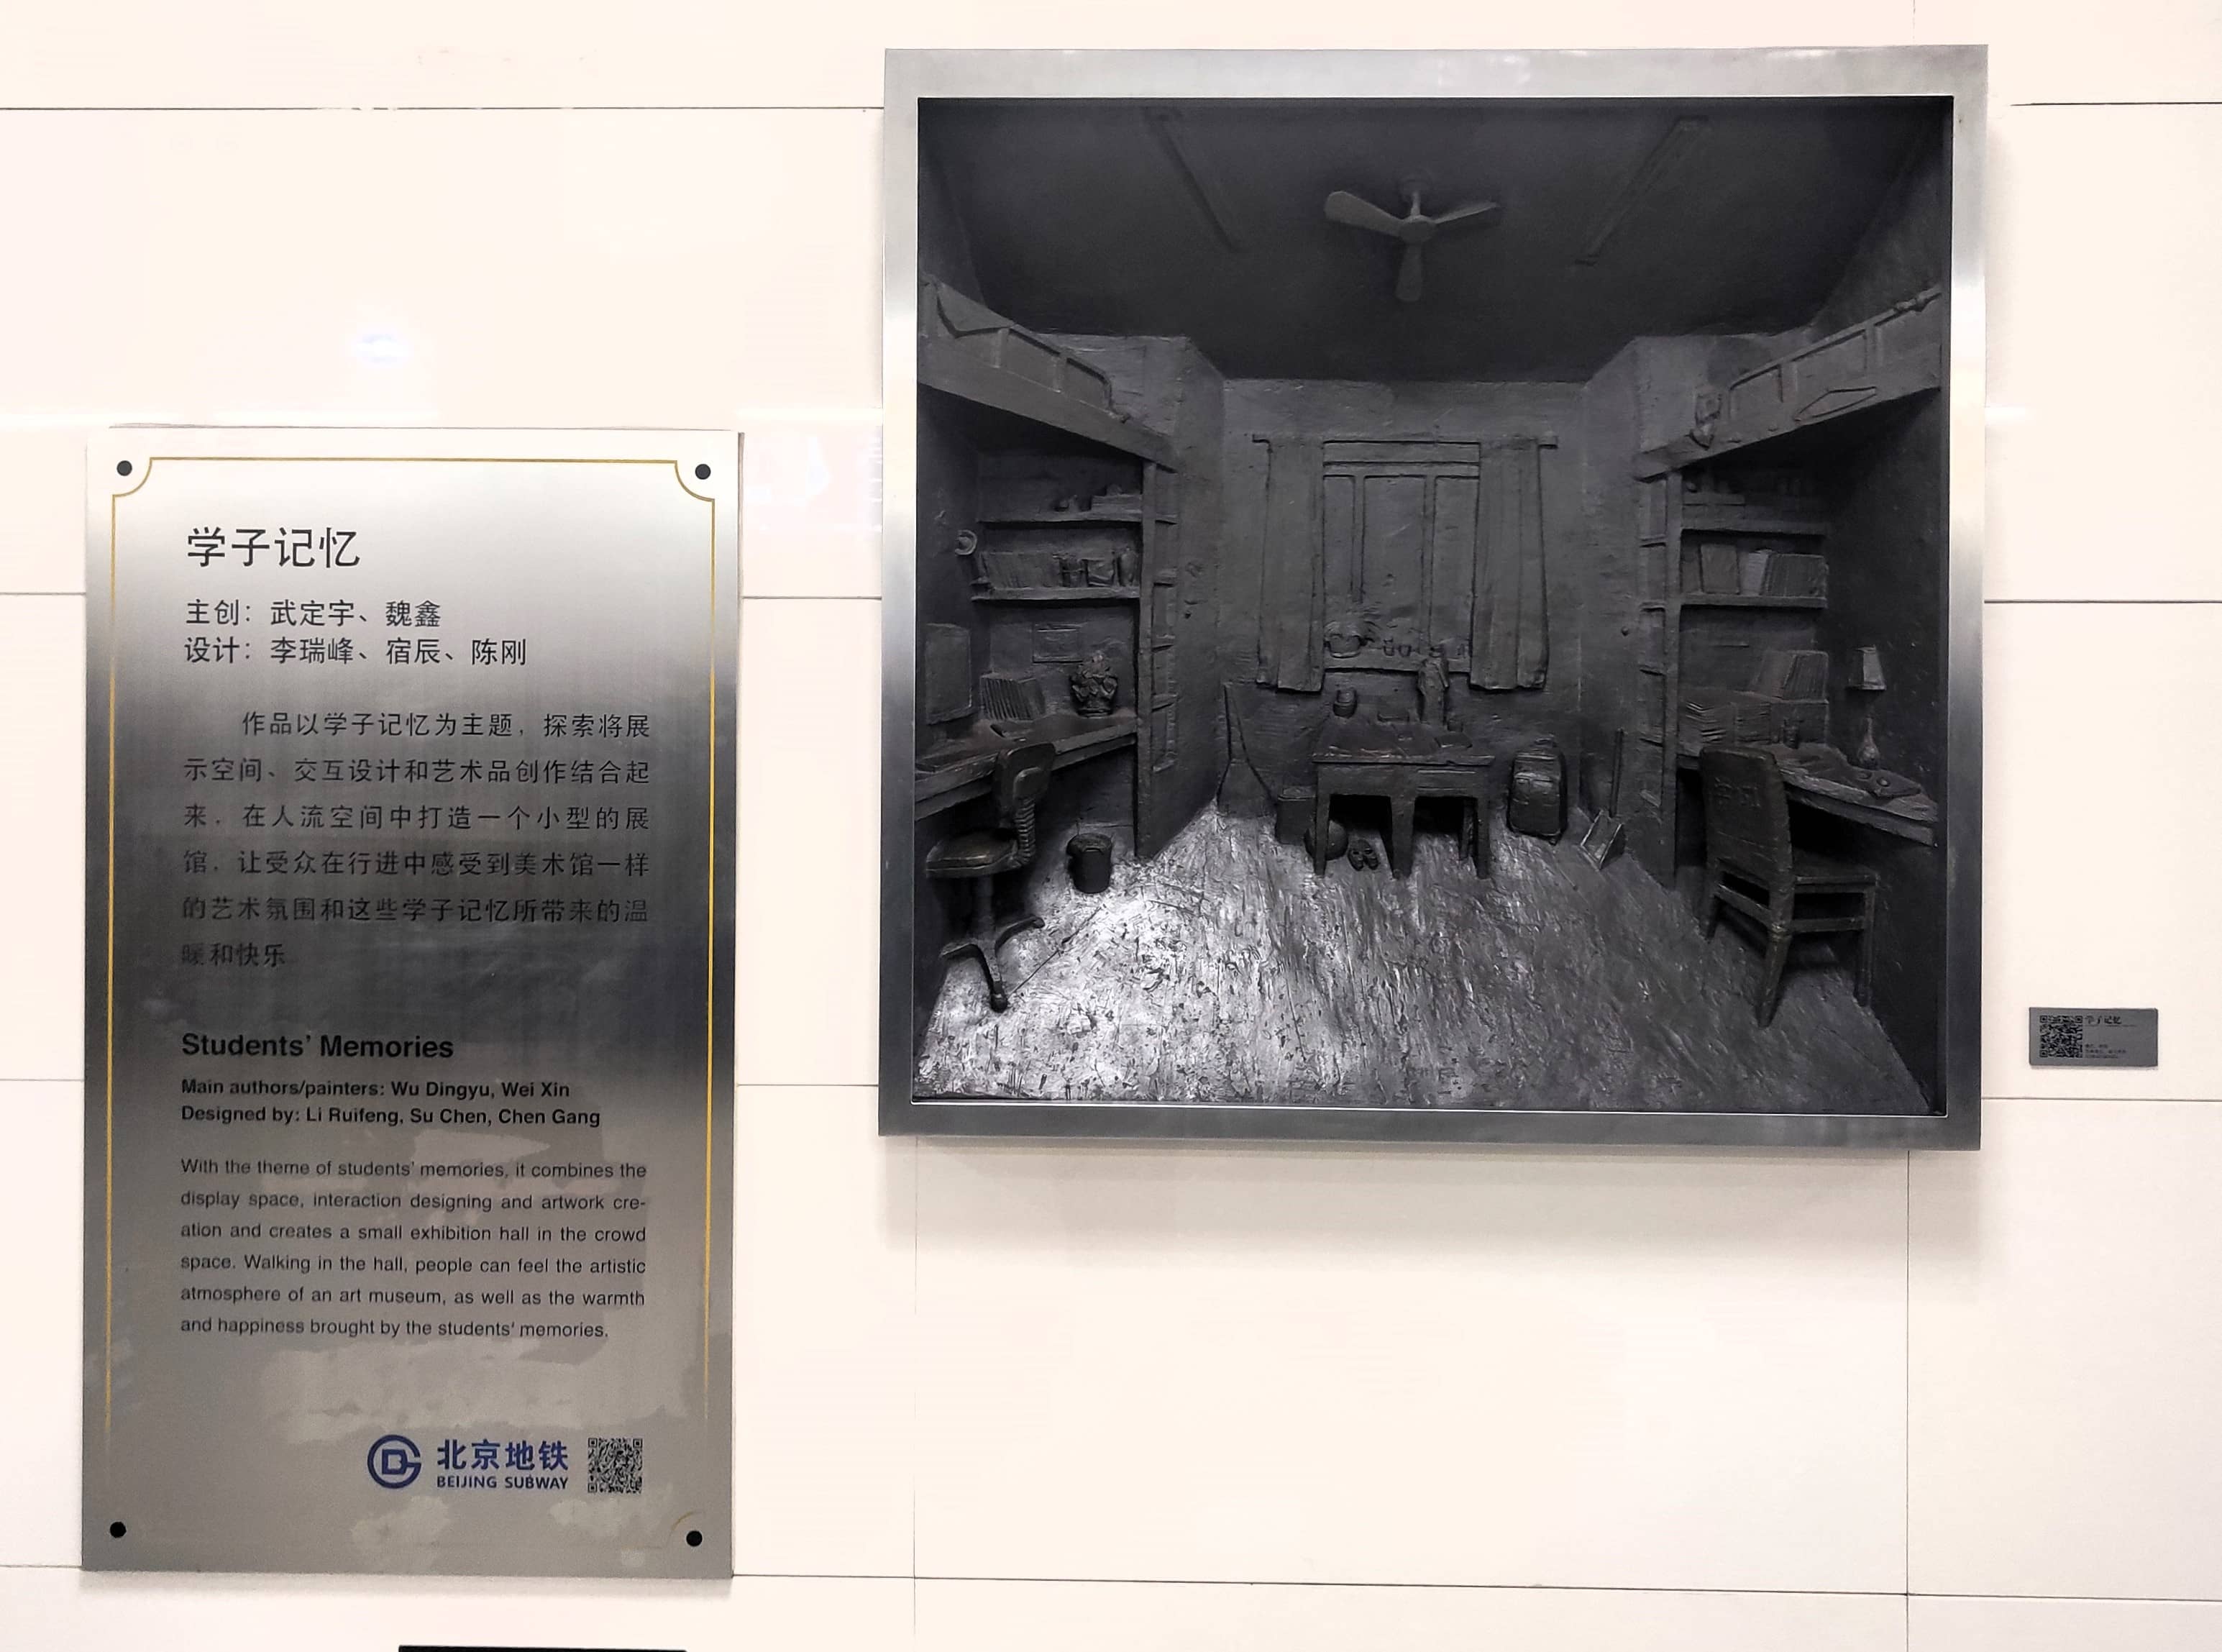 学子记忆
主创：武定宇、魏鑫
设计：李瑞峰、宿辰、陈刚
作品以学子记忆为主题，探索将展
示空间、交互设计和艺术品创作结合起
来，在人流空间中打造一个小型的展
馆，让受众在行进中感受到美术馆一样
的艺术氛围和这些学子记忆所带来的温
暖和快乐
Students' Memories
Main authors/painters: Wu Dingyu, Wei Xin
Designed by: Li Ruifeng, Su Chen, Chen Gang
With the theme of students' memories, it combines the
display space, interaction designing and artwork cre-
ation and creates a small exhibition hall in the crowd
space. Walking in the hall, people can feel the artistic
atmosphere of an art museum, as well as the warmth
and happiness brought by the students' memories.
北京地铁
BEIJING SUBWAY
学子记忆